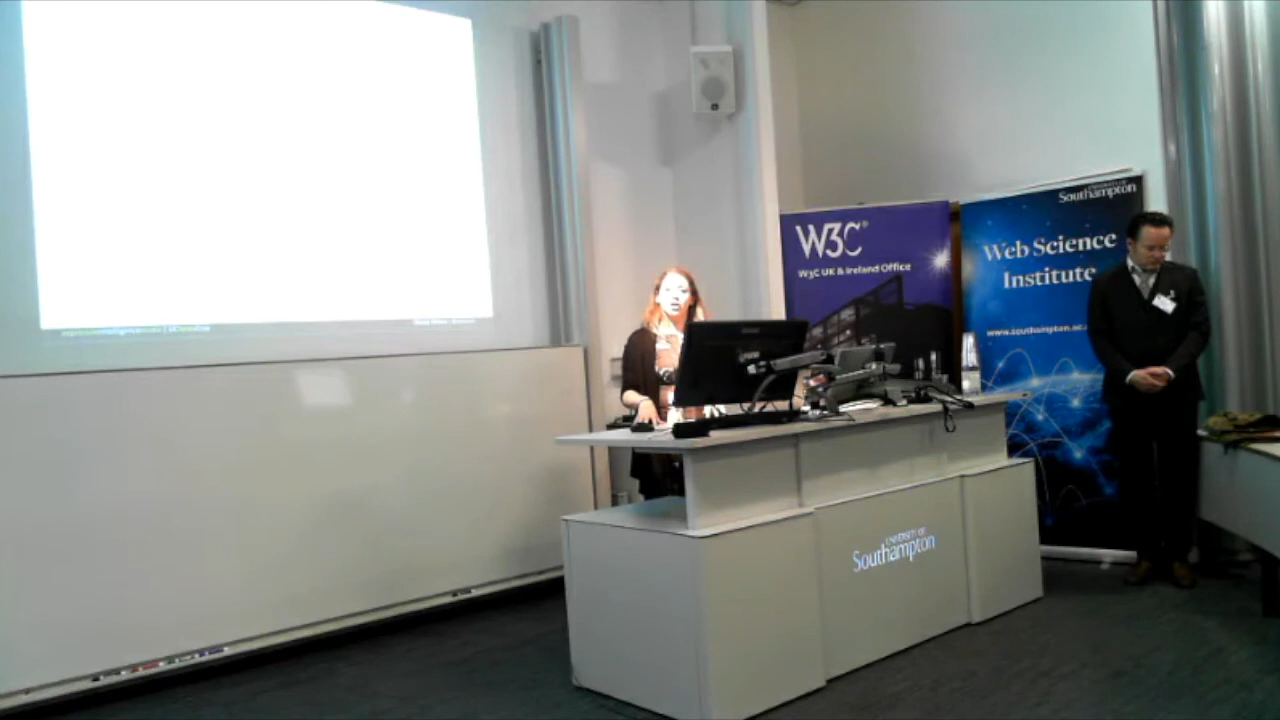 W3C®
W3C UK & Ireland Office
UNIVERSITY OF
Southampton
Web Science
Institute
www.southampton.ac.
UNIVERSITY OF
Southampton